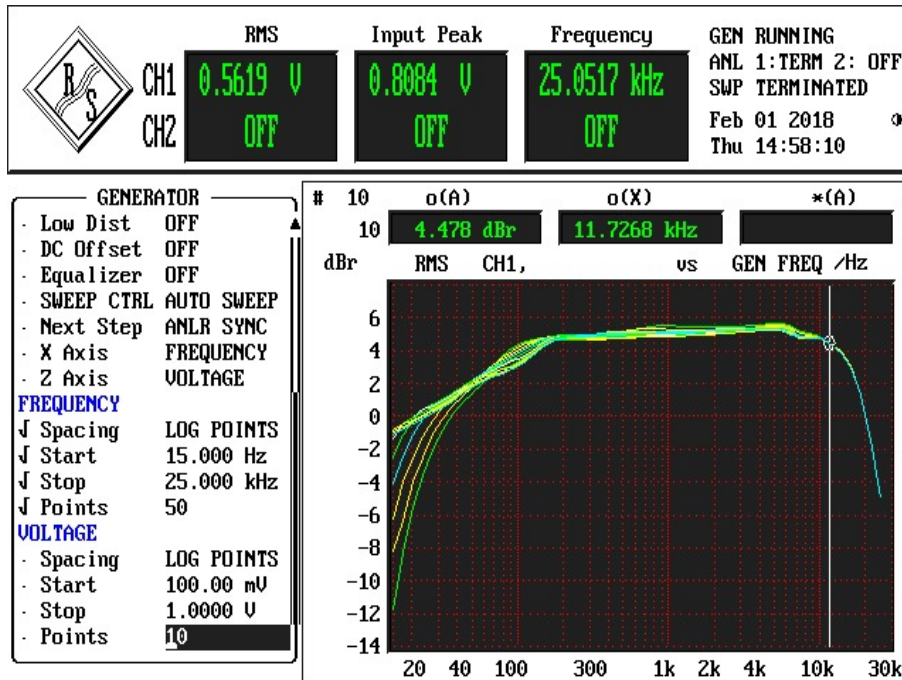 RMS Input Peak Frequency
R S
CH1 0.5619 V 0.8084 V 25.0517 kHz
CH2 OFF OFF OFF
GEN RUNNING
ANL 1:TERM 2: OFF
SWP TERMINATED
Feb 01 2018
Thu 14:58:10
GENERATOR
· Low Dist OFF
· DC Offset OFF
· Equalizer OFF
· SWEEP CTRL AUTO SWEEP
· Next Step ANLR SYNC
· X Axis FREQUENCY
· Z Axis VOLTAGE
FREQUENCY
√ Spacing LOG POINTS
√ Start 15.000 Hz
√ Stop 25.000 kHz
√ Points 50
VOLTAGE
· Spacing LOG POINTS
· Start 100.00 mV
· Stop 1.0000 V
· Points 10
# 10 o(A) o(X) *(A)
10 4.478 dBr 11.7268 kHz
dBr RMS CH1, vs GEN FREQ /Hz
6
4
2
0
-2
-4
-6
-8
-10
-12
-14
20 40 100 300 1k 2k 4k 10k 30k